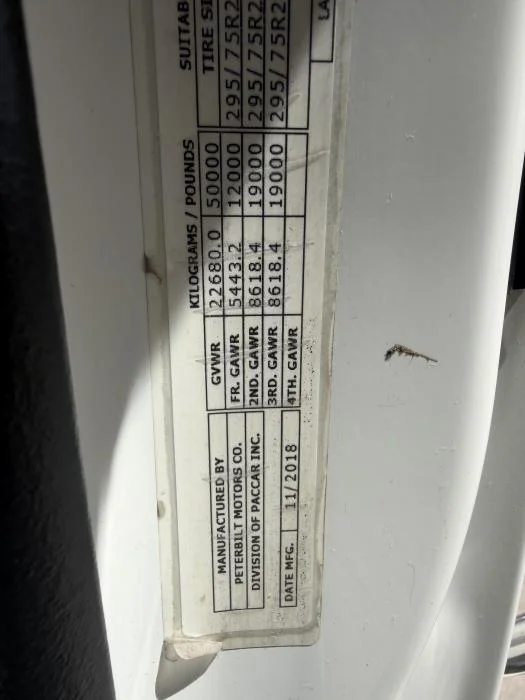 MANUFACTURED BY
PETERBILT MOTORS CO.
DIVISION OF PACCAR INC.
DATE MFG. 11/2018
KILOGRAMS / POUNDS
GVWR 22680.0 50000
FR. GAWR 5443.2 12000 295/75R2
2ND. GAWR 8618.4 19000 295/75R2
3RD. GAWR 8618.4 19000 295/75R2
4TH. GAWR
SUITAB
TIRE SI
LA